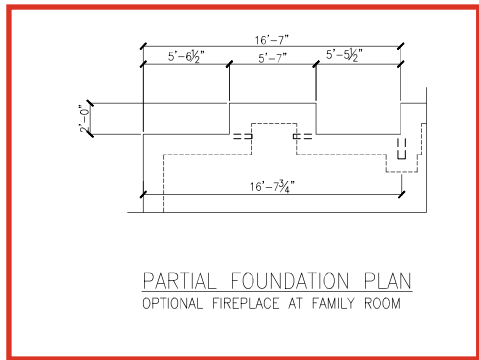 16'-7"
5'-6½" 5'-7" 5'-5½"
2'-0"
16'-7¾"
PARTIAL FOUNDATION PLAN
OPTIONAL FIREPLACE AT FAMILY ROOM